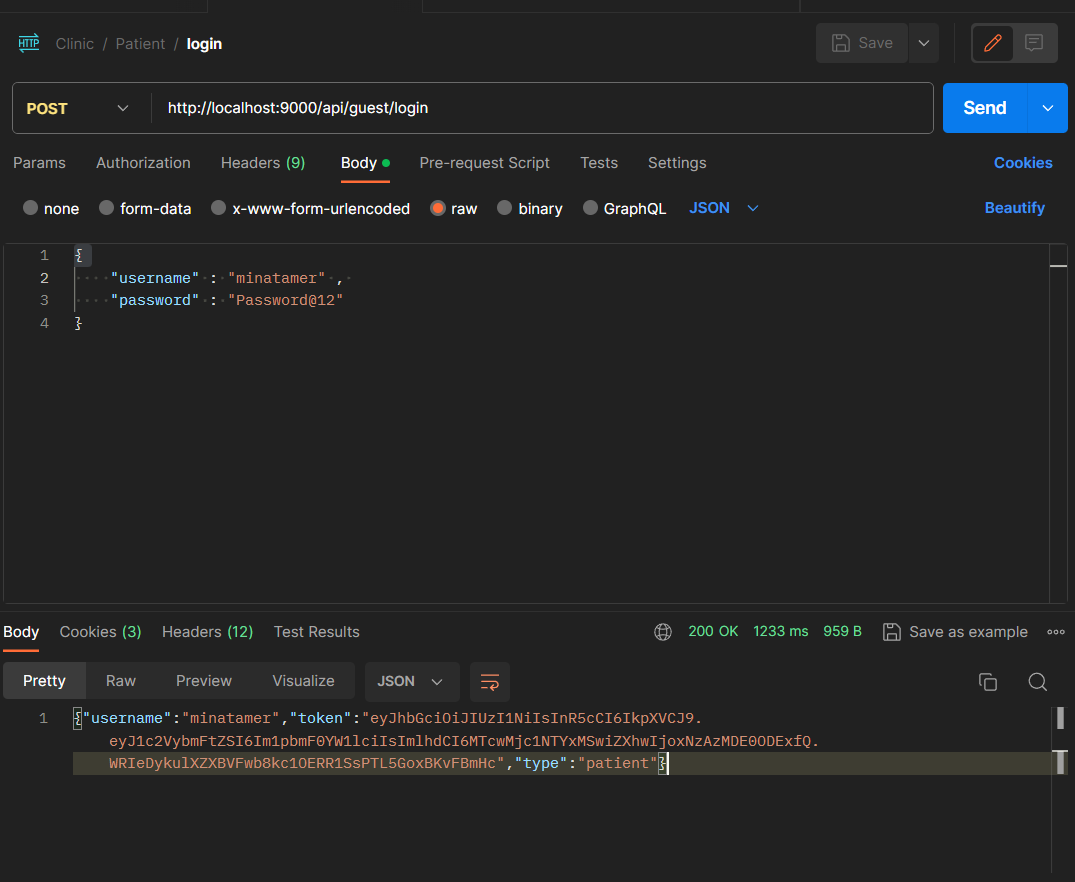 HTTP Clinic / Patient / login Save
POST http://localhost:9000/api/guest/login Send
Params Authorization Headers (9) Body Pre-request Script Tests Settings Cookies
none form-data x-www-form-urlencoded raw binary GraphQL JSON Beautify
1 {
2 "username" : "minatamer" ,
3 "password" : "Password@12"
4 }
Body Cookies (3) Headers (12) Test Results 200 OK 1233 ms 959 B Save as example
Pretty Raw Preview Visualize JSON
1 {"username":"minatamer","token":"eyJhbGciOiJIUzI1NiIsInR5cCI6IkpXVCJ9.
eyJ1c2VybmFtZSI6Im1pbmF0YW1lciIsImlhdCI6MTcwMjc1NTYxMSwiZXhwIjoxNzAzMDE0ODExfQ.
WRIeDykulXZXBVFwb8kc1OERR1SsPTL5GoxBKvFBmHc","type":"patient"}